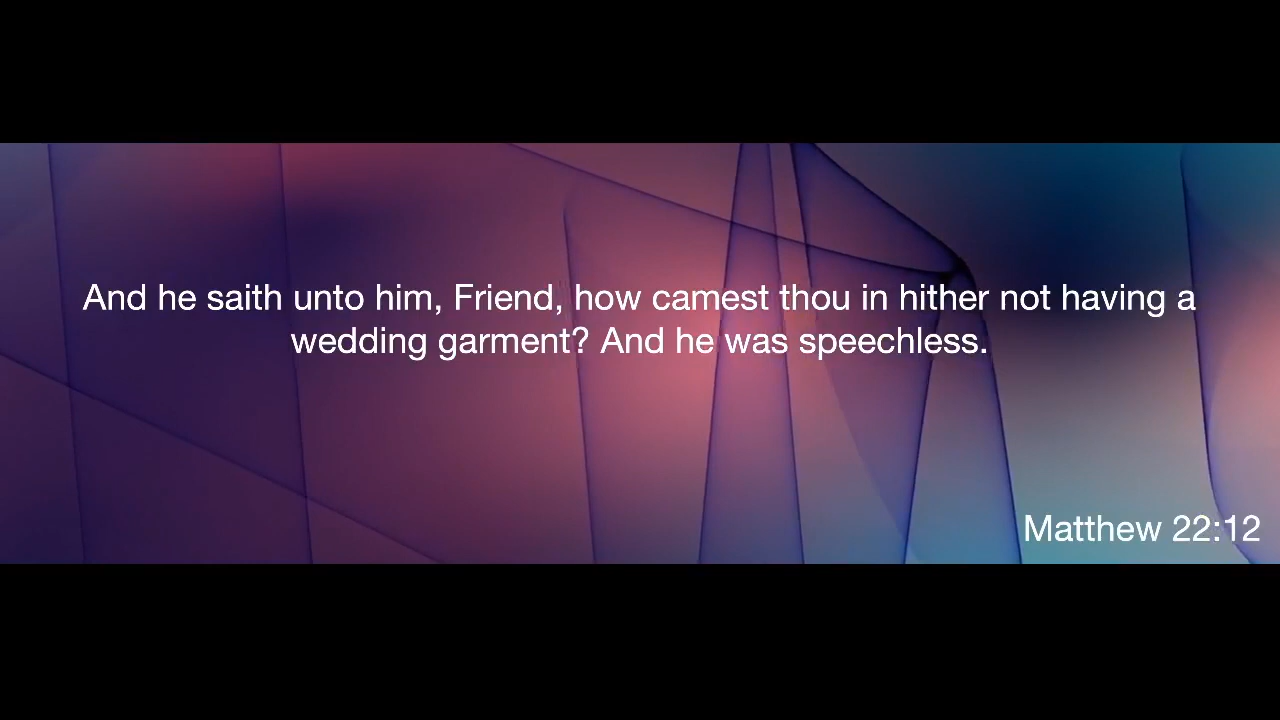 And he saith unto him, Friend, how camest thou in hither not having a
wedding garment? And he was speechless.
Matthew 22:12